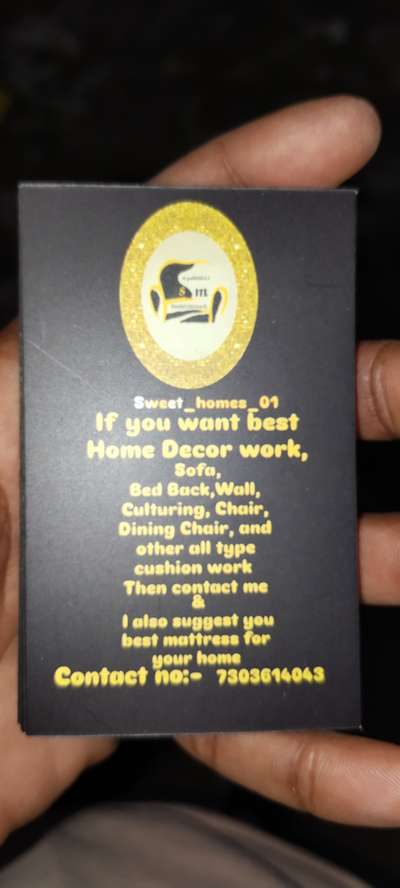 s m
Sweet_homes_01
If you want best
Home Decor work,
Sofa,
Bed Back,Wall,
Culturing, Chair,
Dining Chair, and
other all type
cushion work
Then contact me
&
I also suggest you
best mattress for
your home
Contact no:- 7303614043